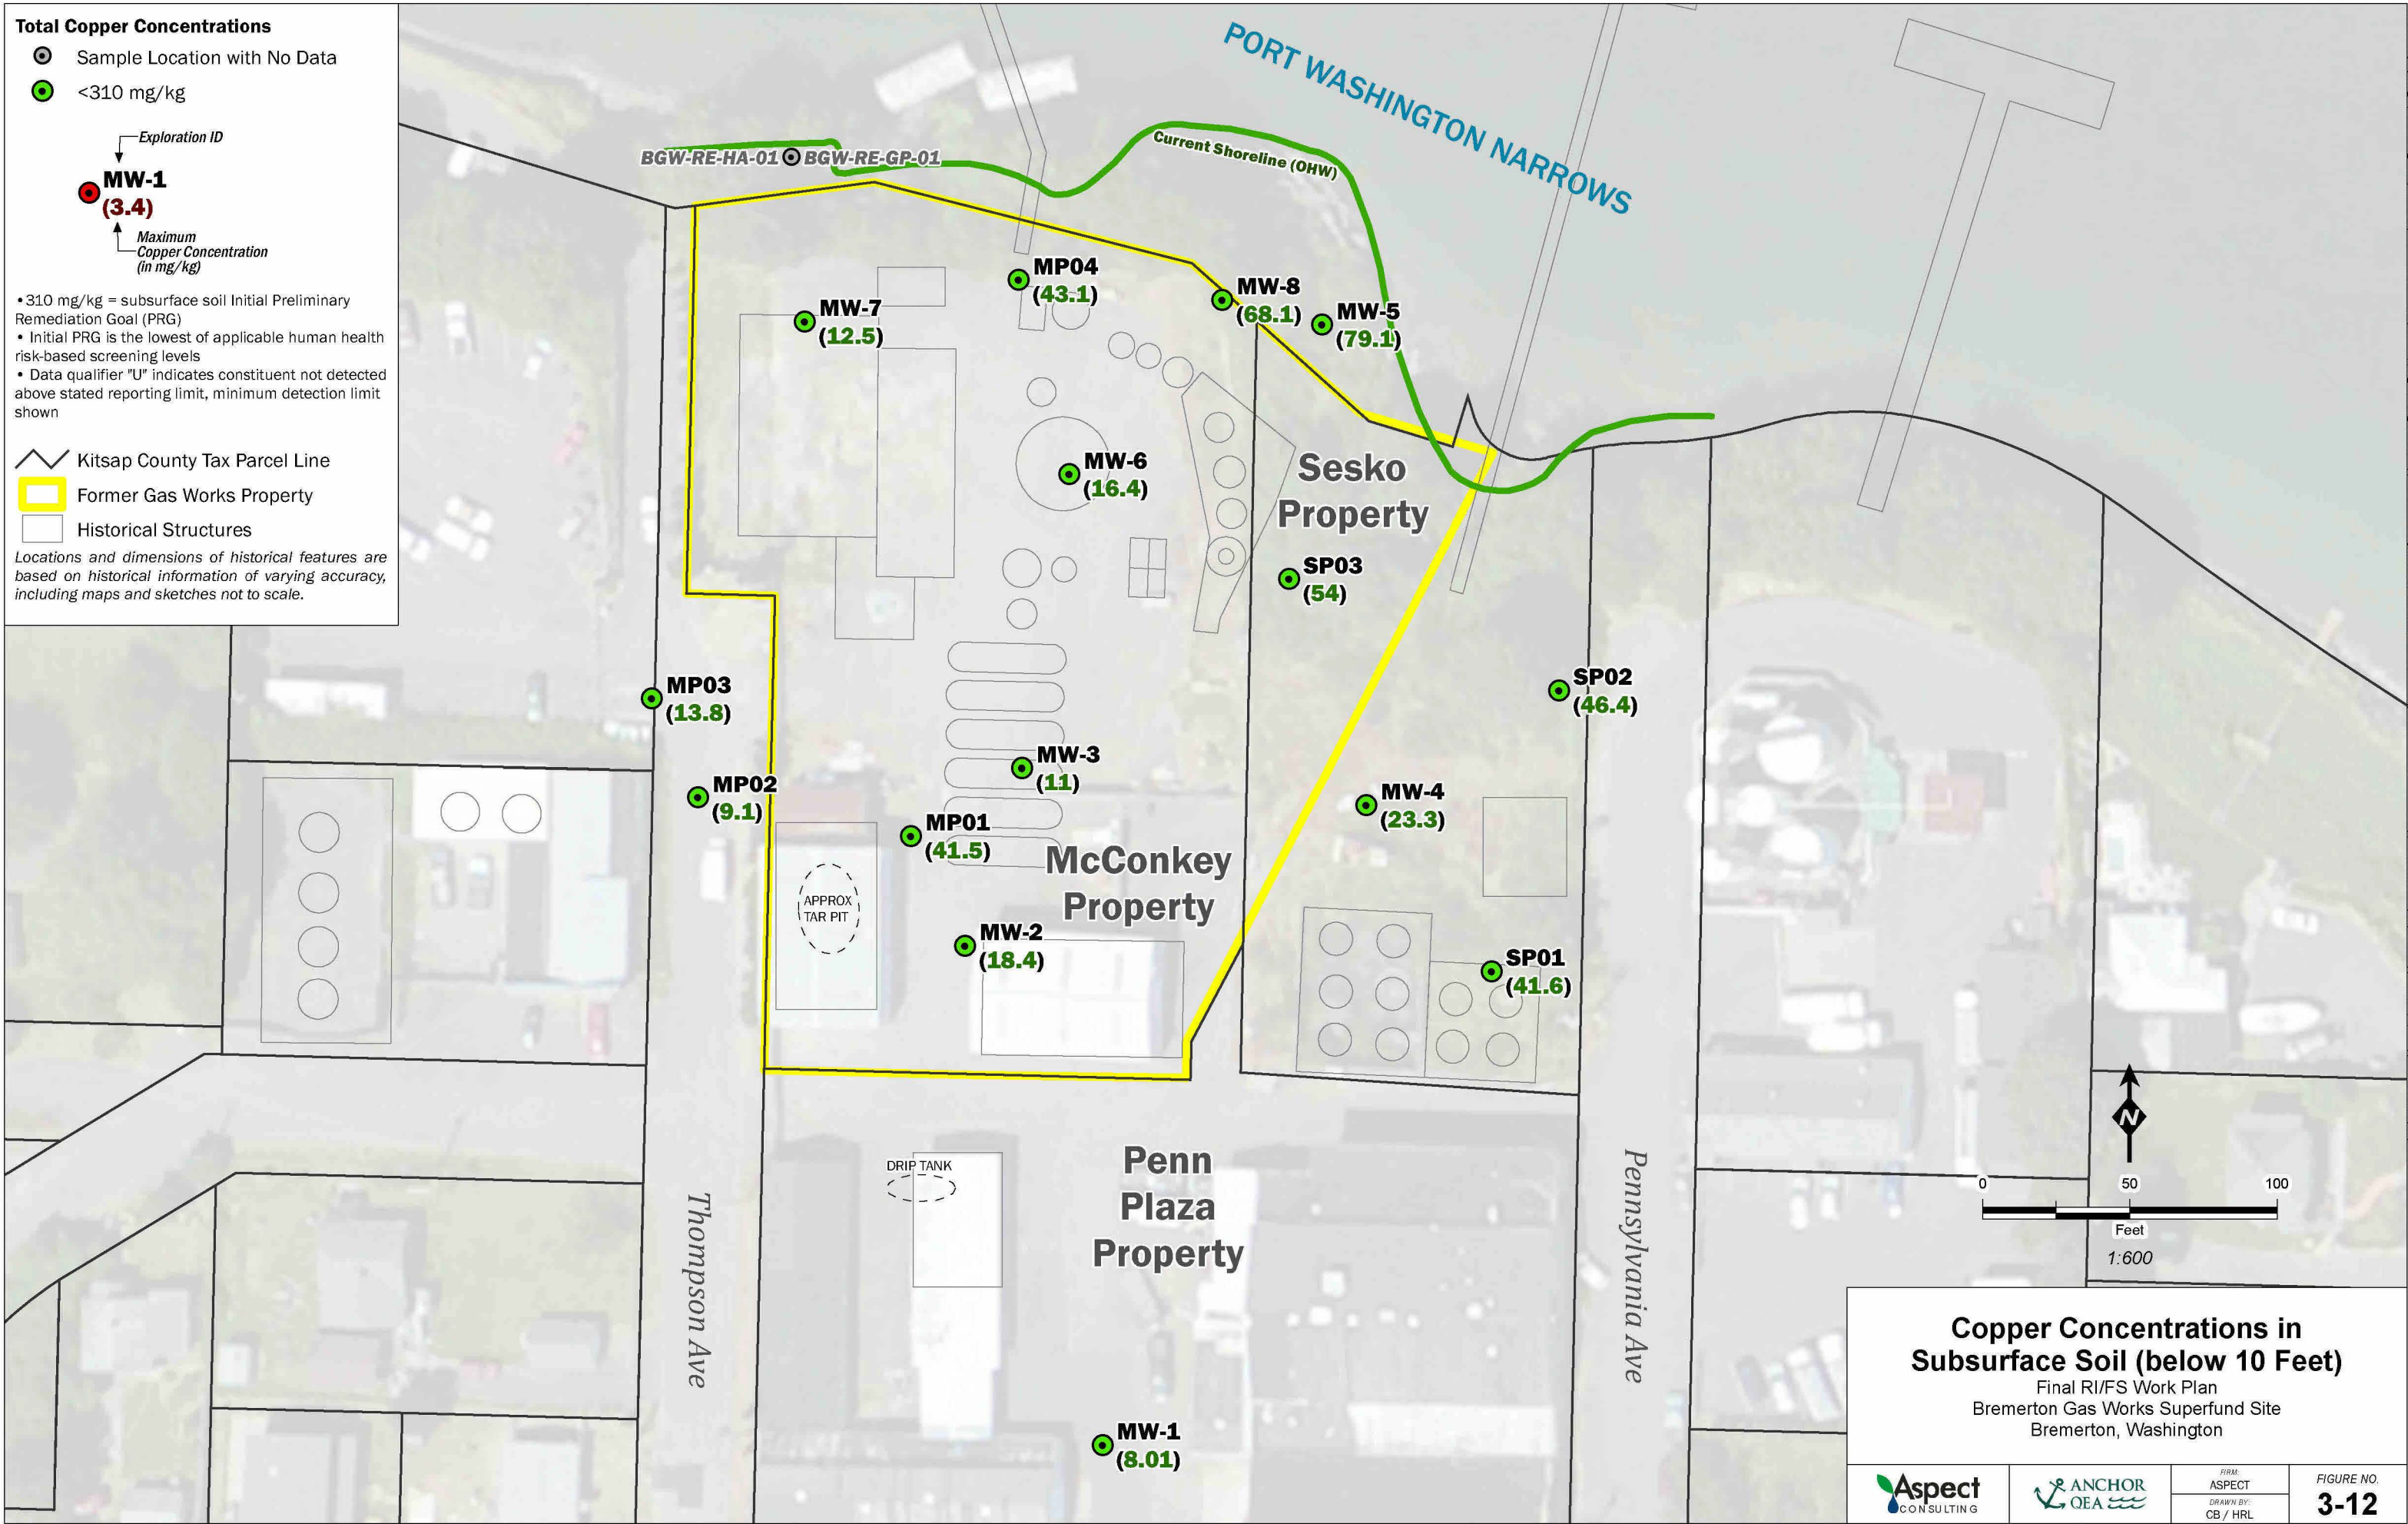 Total Copper Concentrations
Sample Location with No Data
<310 mg/kg
Exploration ID
MW-1
(3.4)
Maximum
Copper Concentration
(in mg/kg)
•310 mg/kg = subsurface soil Initial Preliminary
Remediation Goal (PRG)
• Initial PRG is the lowest of applicable human health
risk-based screening levels
• Data qualifier "U" indicates constituent not detected
above stated reporting limit, minimum detection limit
shown
Kitsap County Tax Parcel Line
Former Gas Works Property
Historical Structures
Locations and dimensions of historical features are
based on historical information of varying accuracy,
including maps and sketches not to scale.
PORT WASHINGTON NARROWS
Current Shoreline (OHW)
BGW-RE-HA-01 BGW-RE-GP-01
MP04
(43.1)
MW-7
(12.5)
MW-8
(68.1)
MW-5
(79.1)
MW-6
(16.4)
Sesko
Property
SP03
(54)
MP03
(13.8)
SP02
(46.4)
MW-3
(11)
MP02
(9.1)
MW-4
(23.3)
MP01
(41.5)
McConkey
Property
APPROX
TAR PIT
MW-2
(18.4)
SP01
(41.6)
DRIP TANK
Penn
Plaza
Property
Thompson Ave
Pennsylvania Ave
MW-1
(8.01)
N
0 50 100
Feet
1:600
Copper Concentrations in
Subsurface Soil (below 10 Feet)
Final RI/FS Work Plan
Bremerton Gas Works Superfund Site
Bremerton, Washington
Aspect
CONSULTING
ANCHOR
QEA
FIRM:
ASPECT
DRAWN BY:
CB / HRL
FIGURE NO.
3-12